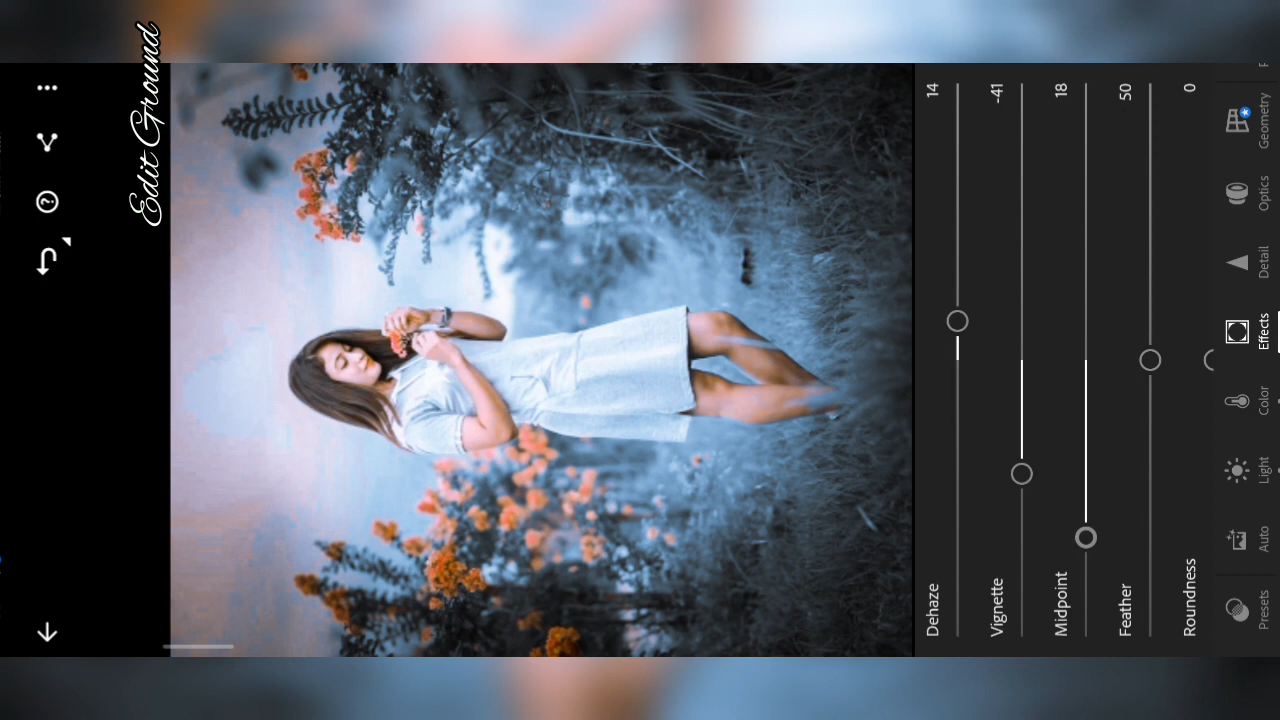 Edit Ground
Dehaze 14
Vignette -41
Midpoint 18
Feather 50
Roundness 0
Presets
Auto
Light
Color
Effects
Detail
Optics
Geometry